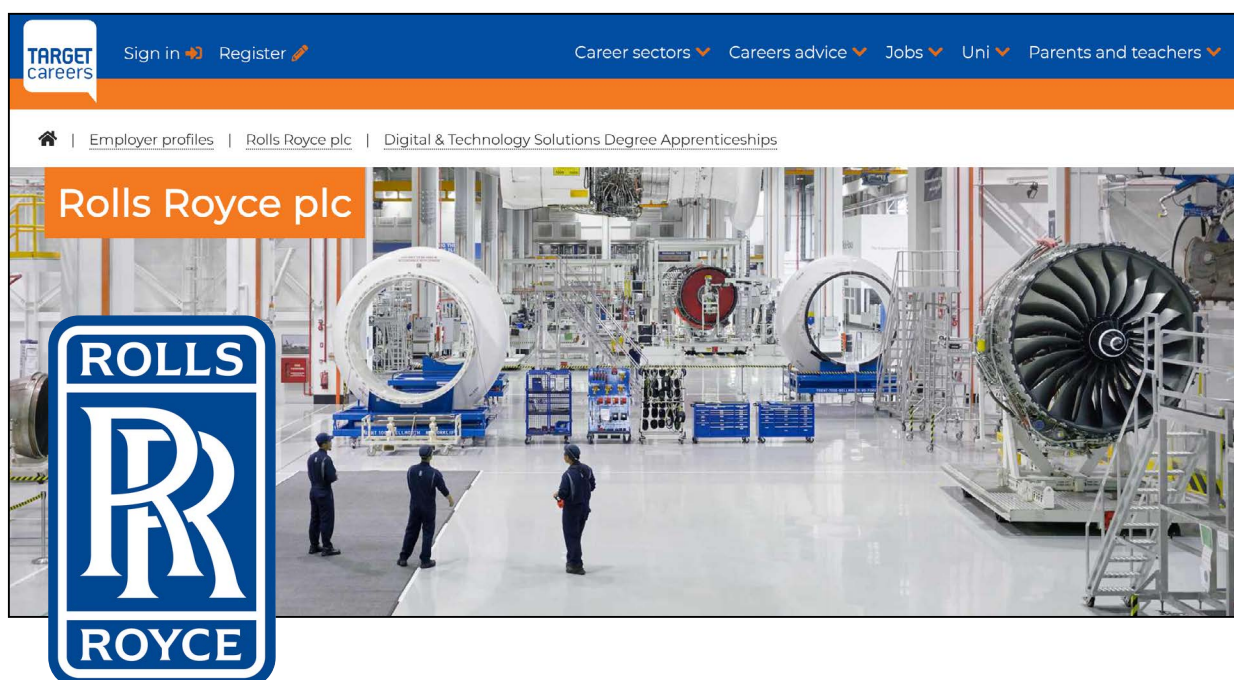 TARGET
careers
Sign in
Register
Career sectors
Careers advice
Jobs
Uni
Parents and teachers
| Employer profiles | Rolls Royce plc | Digital & Technology Solutions Degree Apprenticeships
Rolls Royce plc
ROLLS
RR
ROYCE